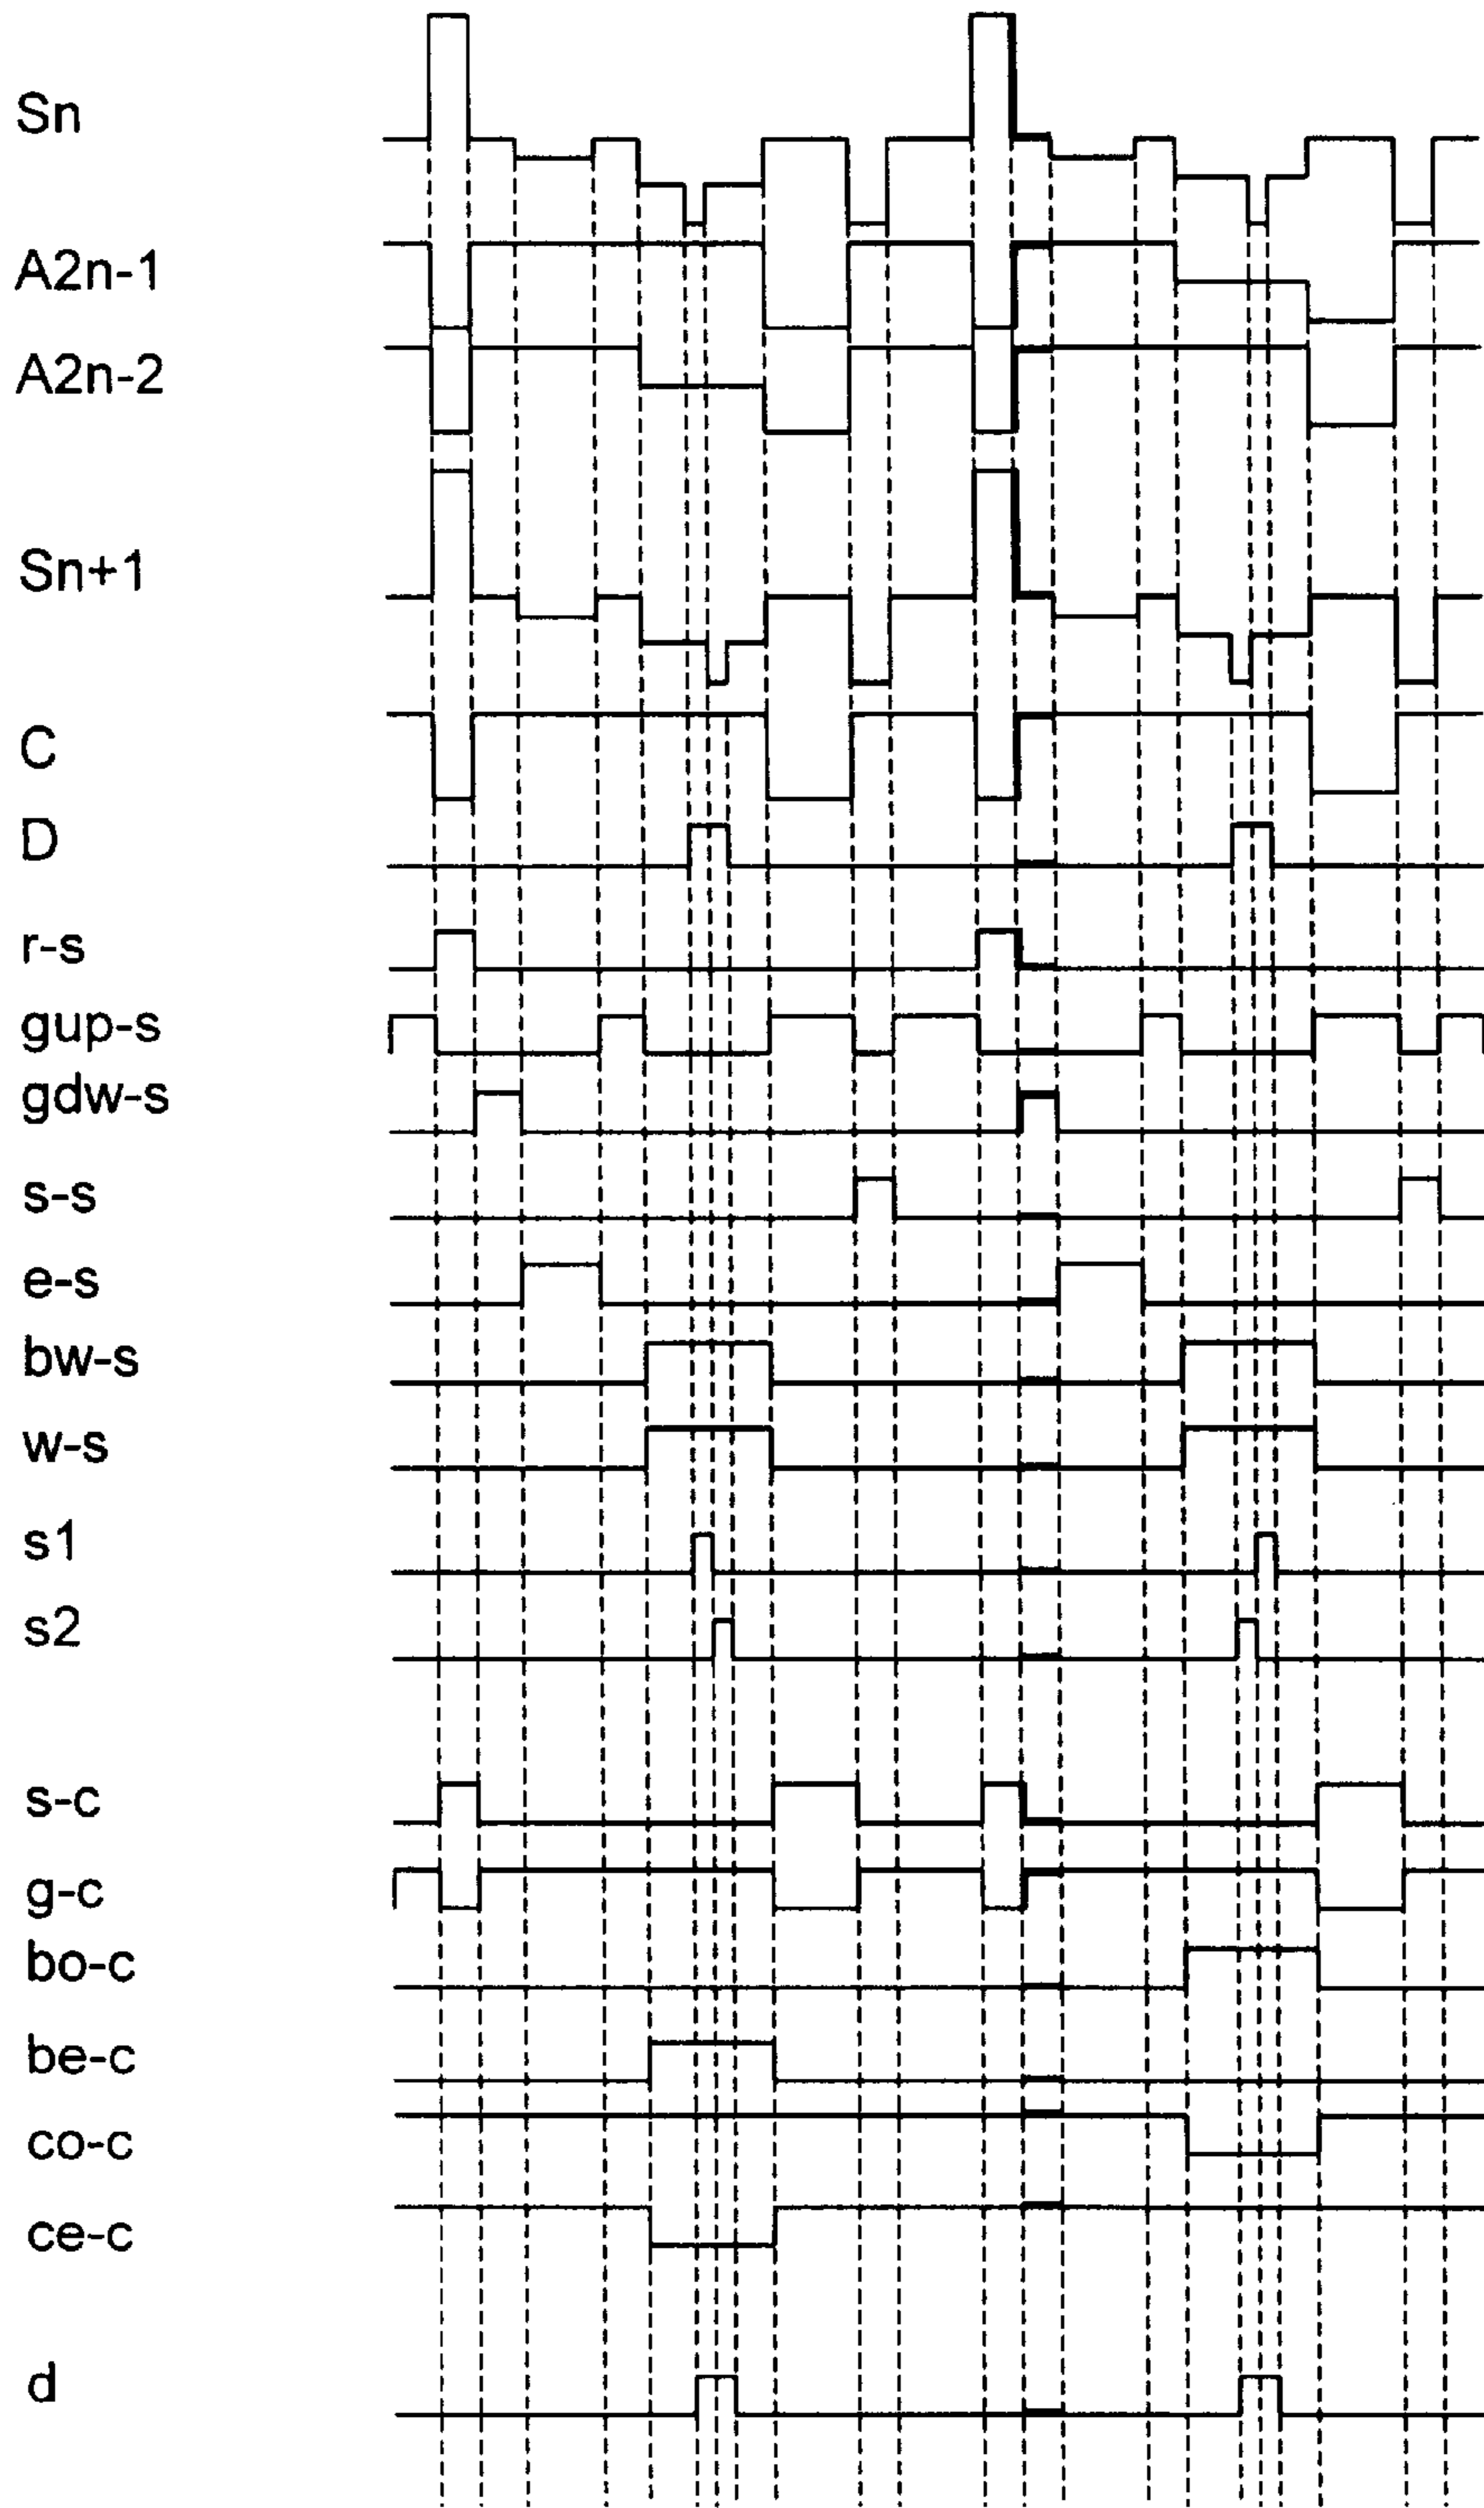 Sn
A2n-1
A2n-2
Sn+1
C
D
r-s
gup-s
gdw-s
s-s
e-s
bw-s
w-s
s1
s2
s-c
g-c
bo-c
be-c
co-c
ce-c
d